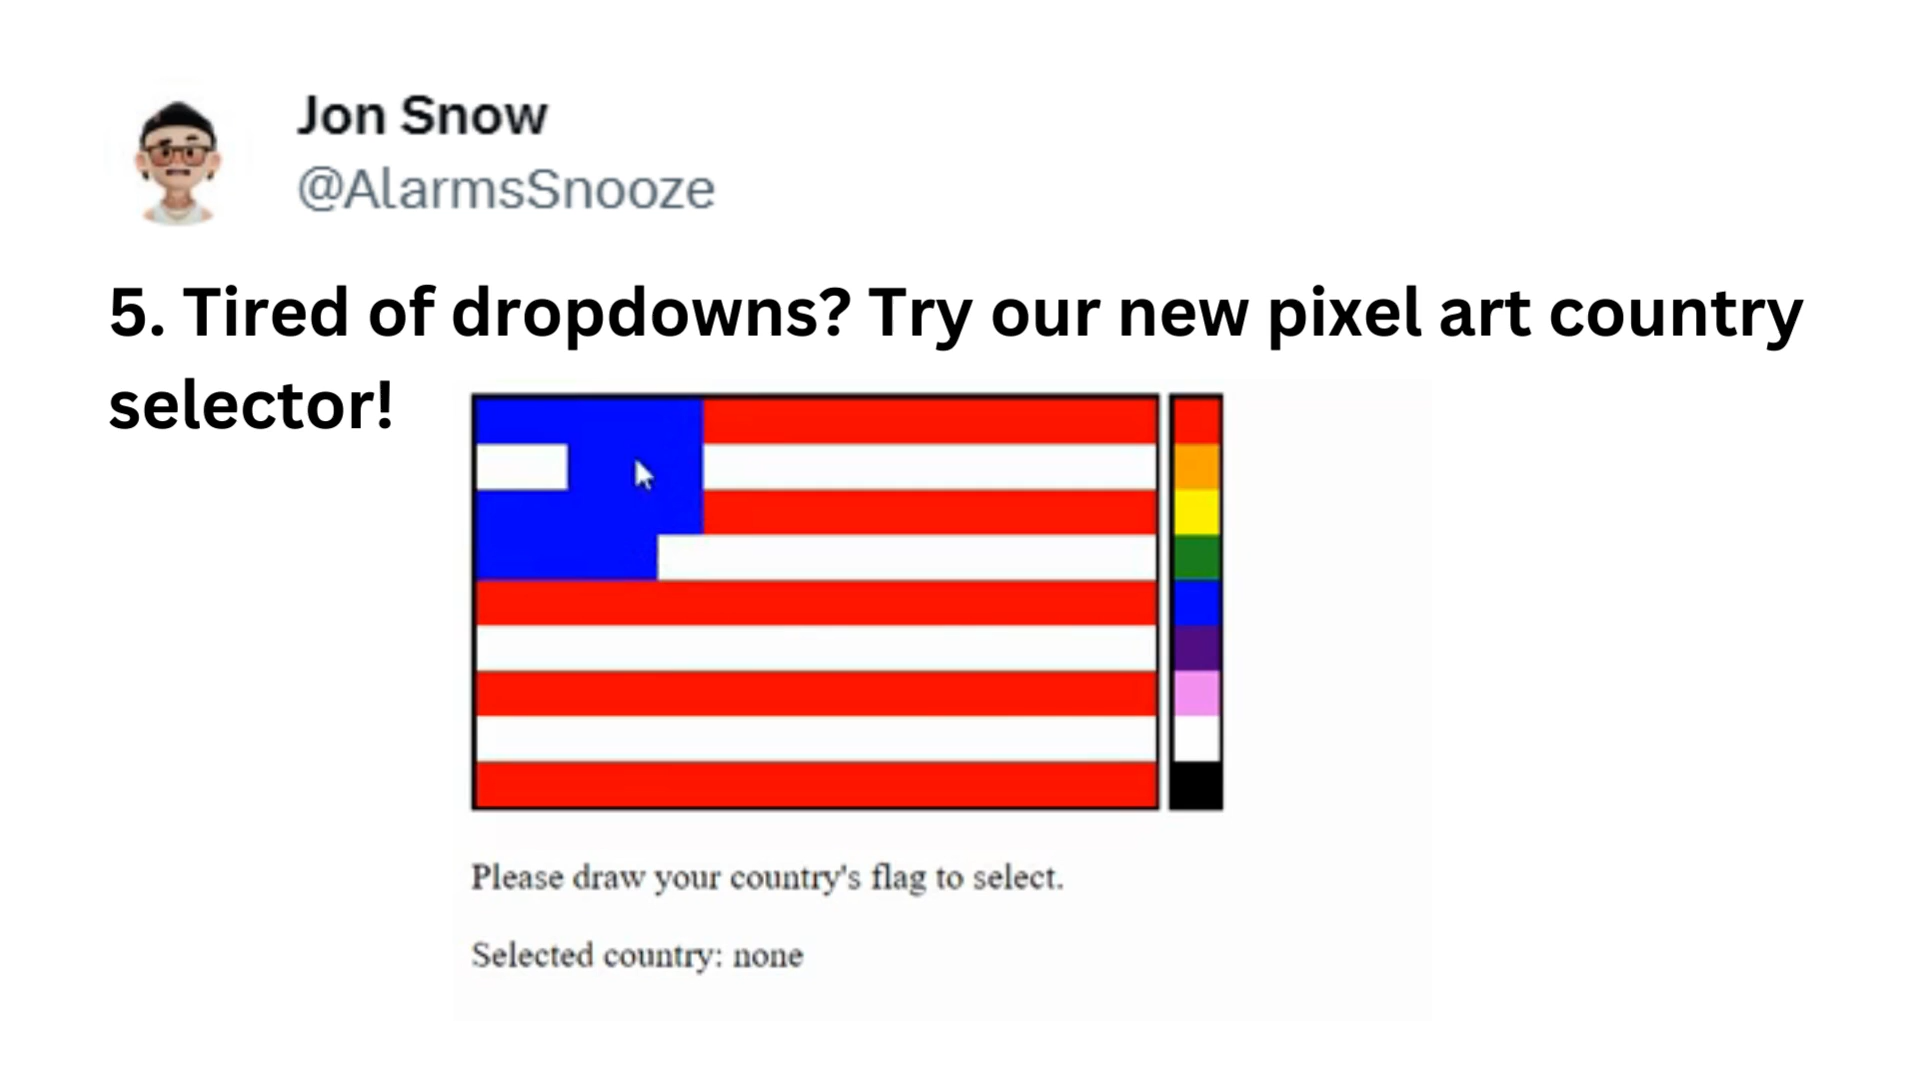 Jon Snow
@AlarmsSnooze
5. Tired of dropdowns? Try our new pixel art country
selector!
Please draw your country's flag to select.
Selected country: none